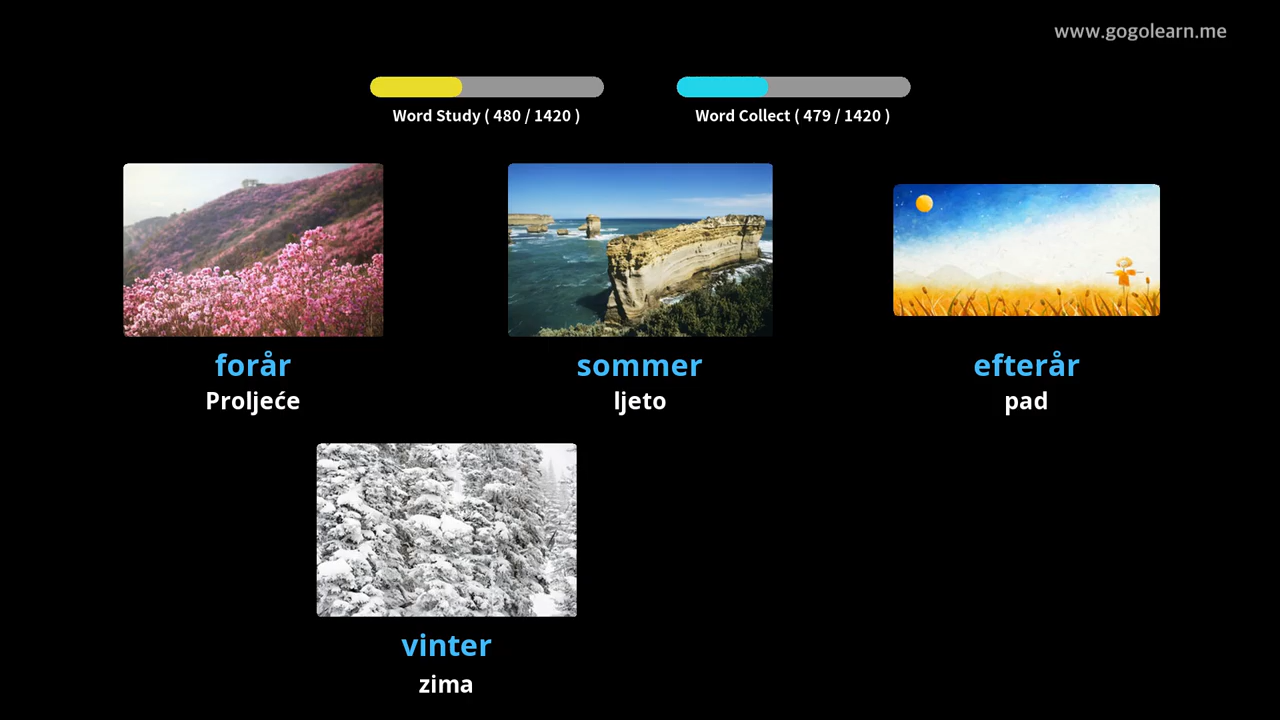 www.gogolearn.me
Word Study ( 480 / 1420 )
Word Collect ( 479 / 1420 )
forår
Proljeće
sommer
ljeto
efterår
pad
vinter
zima